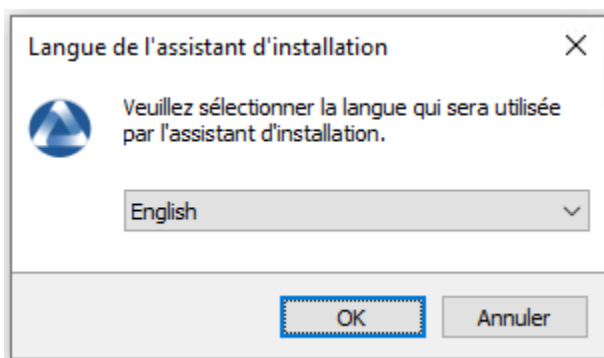 Langue de l'assistant d'installation
Veuillez sélectionner la langue qui sera utilisée
par l'assistant d'installation.
English
OK
Annuler